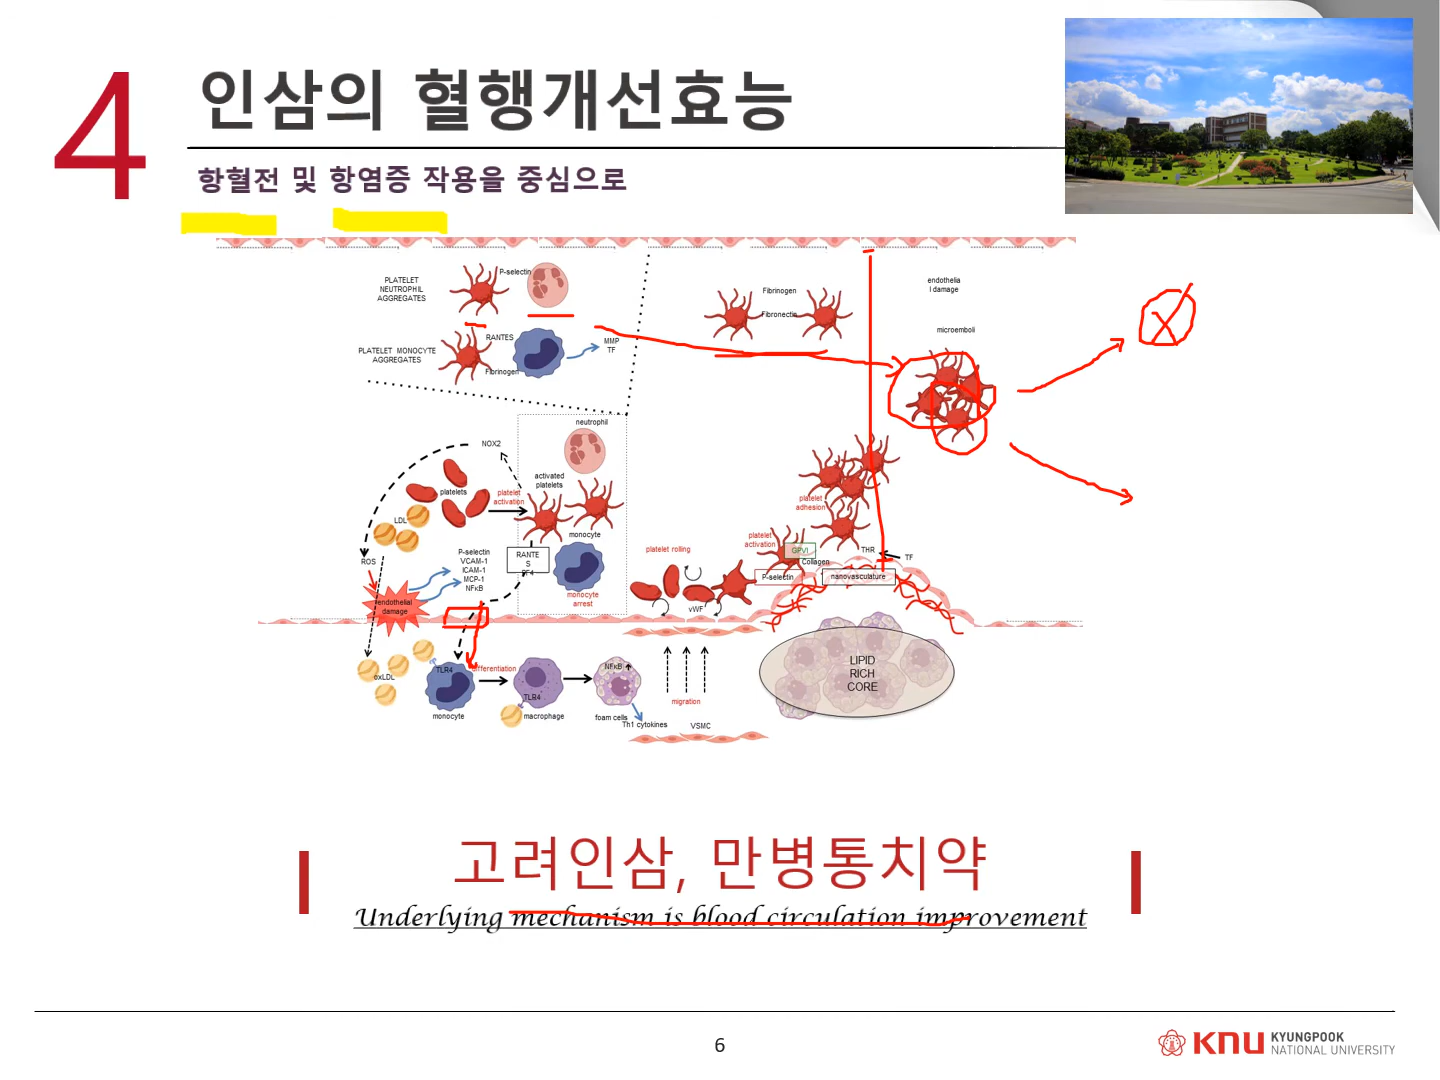 4
인삼의 혈행개선효능
항혈전 및 항염증 작용을 중심으로
PLATELET
NEUTROPHIL
AGGREGATES
P-selectin
PLATELET MONOCYTE
AGGREGATES
RANTES
Fibrinogen
MMP
TF
Fibrinogen
Fibronectin
endothelia
l damage
microemboli
neutrophil
NOX2
activated
platelets
platelets
platelet
activation
LDL
monocyte
ROS
P-selectin
VCAM-1
ICAM-1
MCP-1
NFκB
RANTE
S
PF4
monocyte
arrest
endothelial
damage
platelet rolling
vWF
platelet
activation
platelet
adhesion
GPVI
Collagen
P-selectin
THR
TF
nanovasculature
oxLDL
TLR4
differentiation
monocyte
TLR4
macrophage
NFκB
foam cells
Th1 cytokines
migration
VSMC
LIPID
RICH
CORE
고려인삼, 만병통치약
Underlying mechanism is blood circulation improvement
6
KNU KYUNGPOOK
NATIONAL UNIVERSITY